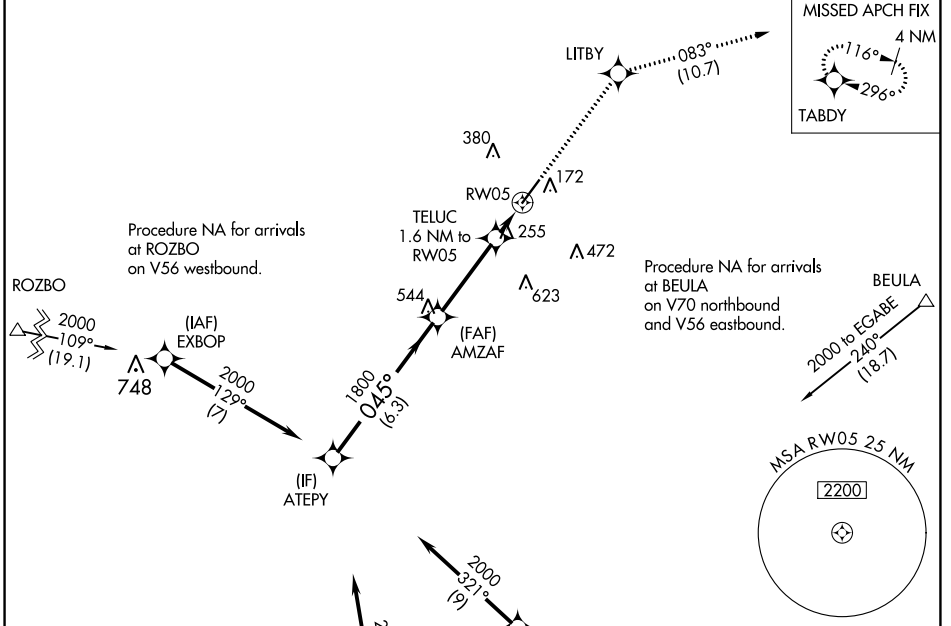 MISSED APCH FIX
4 NM
116°
296°
TABDY
LITBY
083°
(10.7)
380
172
RW05
TELUC
1.6 NM to
RW05
255
472
623
544
(FAF)
AMZAF
Procedure NA for arrivals
at ROZBO
on V56 westbound.
Procedure NA for arrivals
at BEULA
on V70 northbound
and V56 eastbound.
BEULA
2000 to EGABE
240°
(18.7)
ROZBO
2000
109°
(19.1)
(IAF)
EXBOP
748
2000
129°
(7)
1800
045°
(6.3)
(IF)
ATEPY
MSA RW05 25 NM
2200
2000
321°
(9)